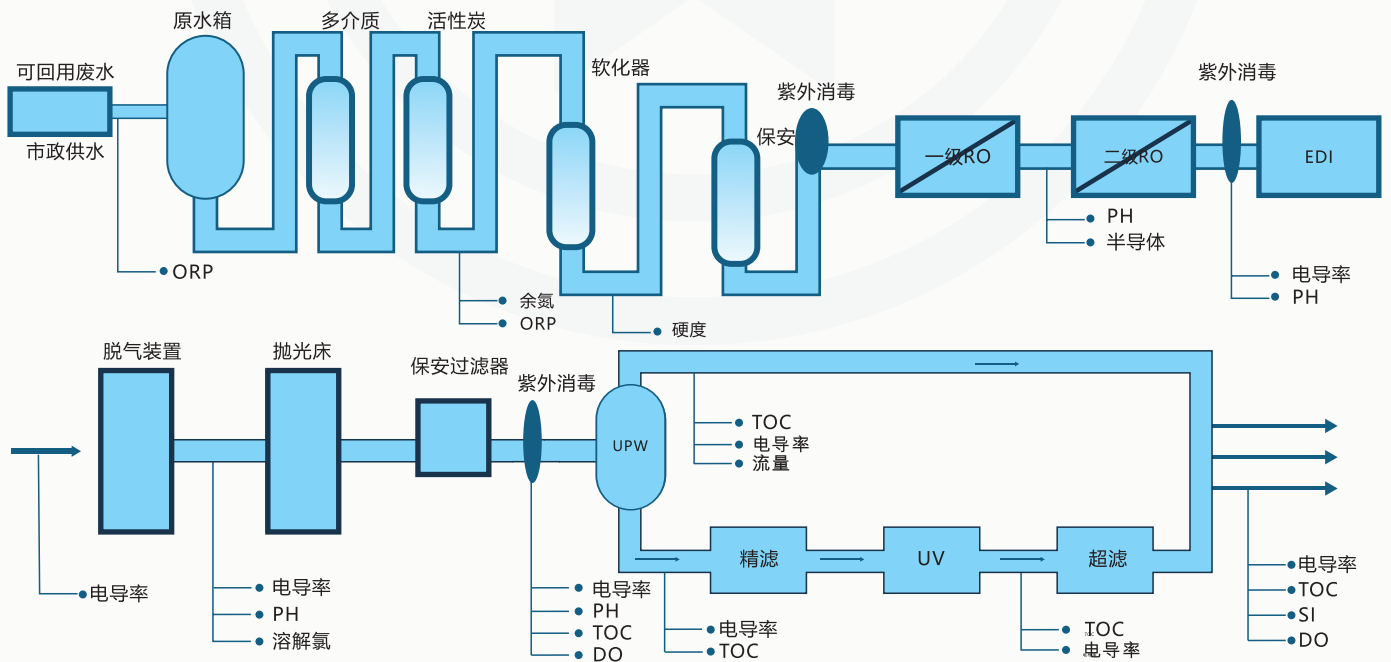 原水箱
多介质
活性炭
可回用废水
市政供水
软化器
紫外消毒
保安
一级RO
二级RO
紫外消毒
EDI
ORP
余氮
ORP
硬度
PH
半导体
电导率
PH
脱气装置
抛光床
保安过滤器
紫外消毒
UPW
TOC
电导率
流量
精滤
UV
超滤
电导率
电导率
PH
溶解氯
电导率
PH
TOC
DO
电导率
TOC
TOC
电导率
电导率
TOC
SI
DO